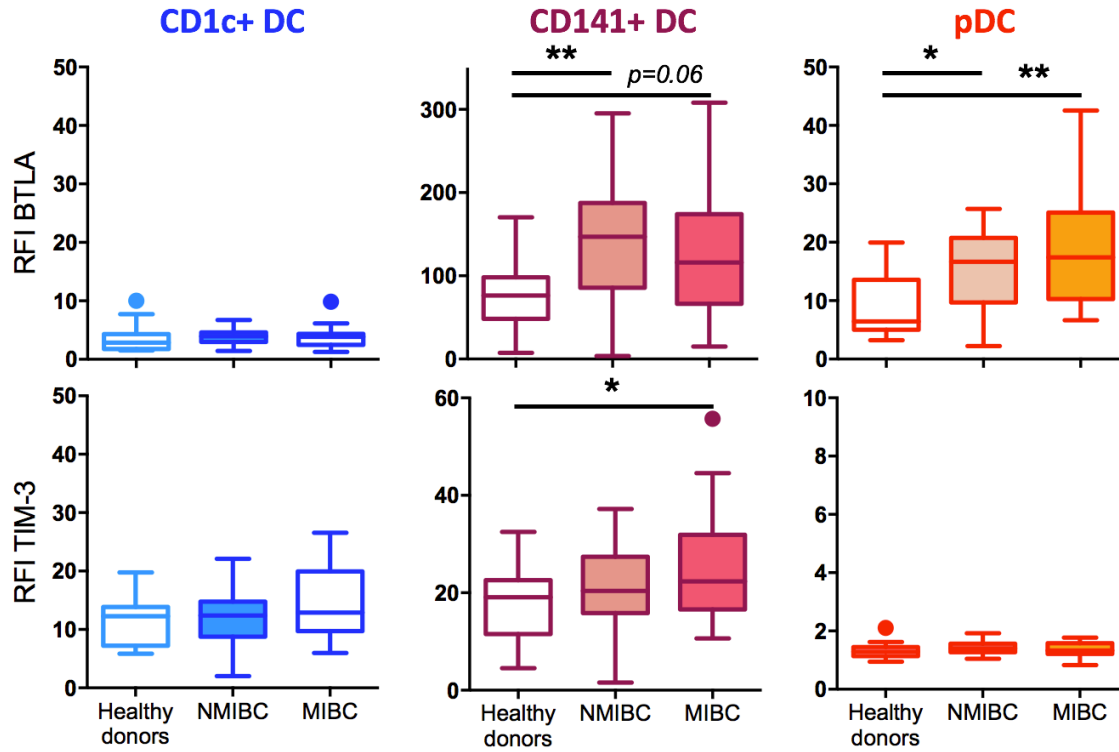 CD1c+ DC
CD141+ DC
pDC
RFI BTLA
50
40
30
20
10
0
300
200
100
0
**
p=0.06
50
40
30
20
10
0
*
**
RFI TIM-3
50
40
30
20
10
0
Healthy
donors
NMIBC
MIBC
60
40
20
0
*
Healthy
donors
NMIBC
MIBC
10
8
6
4
2
0
Healthy
donors
NMIBC
MIBC